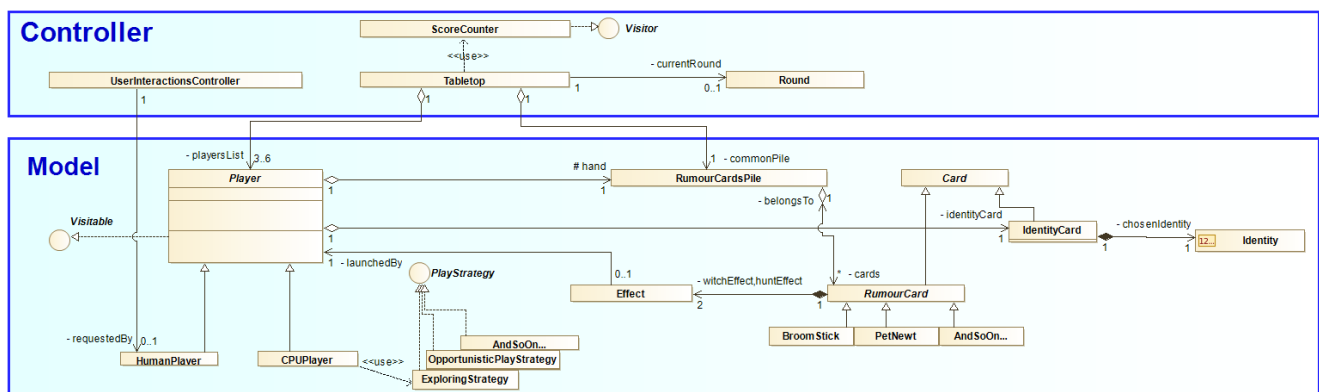 Controller
ScoreCounter
Visitor
<<use>>
UserInteractionsController
Tabletop
- currentRound
Round
1
1
0..1
1
1
Model
- playersList
3..6
1
- commonPile
Player
# hand
RumourCardsPile
Card
1
1
- belongsTo
1
- identityCard
Visitable
1
1
IdentityCard
- chosenIdentity
12...
Identity
1
1
1
- launchedBy
PlayStrategy
0..1
- witchEffect,huntEffect
* - cards
Effect
2
1
RumourCard
- requestedBy
0..1
AndSoOn...
BroomStick
PetNewt
AndSoOn...
HumanPlayer
CPUPlayer
<<use>>
OpportunisticPlayStrategy
ExploringStrategy